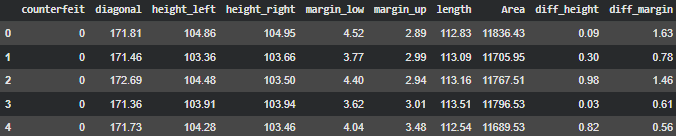 counterfeit diagonal height_left height_right margin_low margin_up length Area diff_height diff_margin
0 0 171.81 104.86 104.95 4.52 2.89 112.83 11836.43 0.09 1.63
1 0 171.46 103.36 103.66 3.77 2.99 113.09 11705.95 0.30 0.78
2 0 172.69 104.48 103.50 4.40 2.94 113.16 11767.51 0.98 1.46
3 0 171.36 103.91 103.94 3.62 3.01 113.51 11796.53 0.03 0.61
4 0 171.73 104.28 103.46 4.04 3.48 112.54 11689.53 0.82 0.56